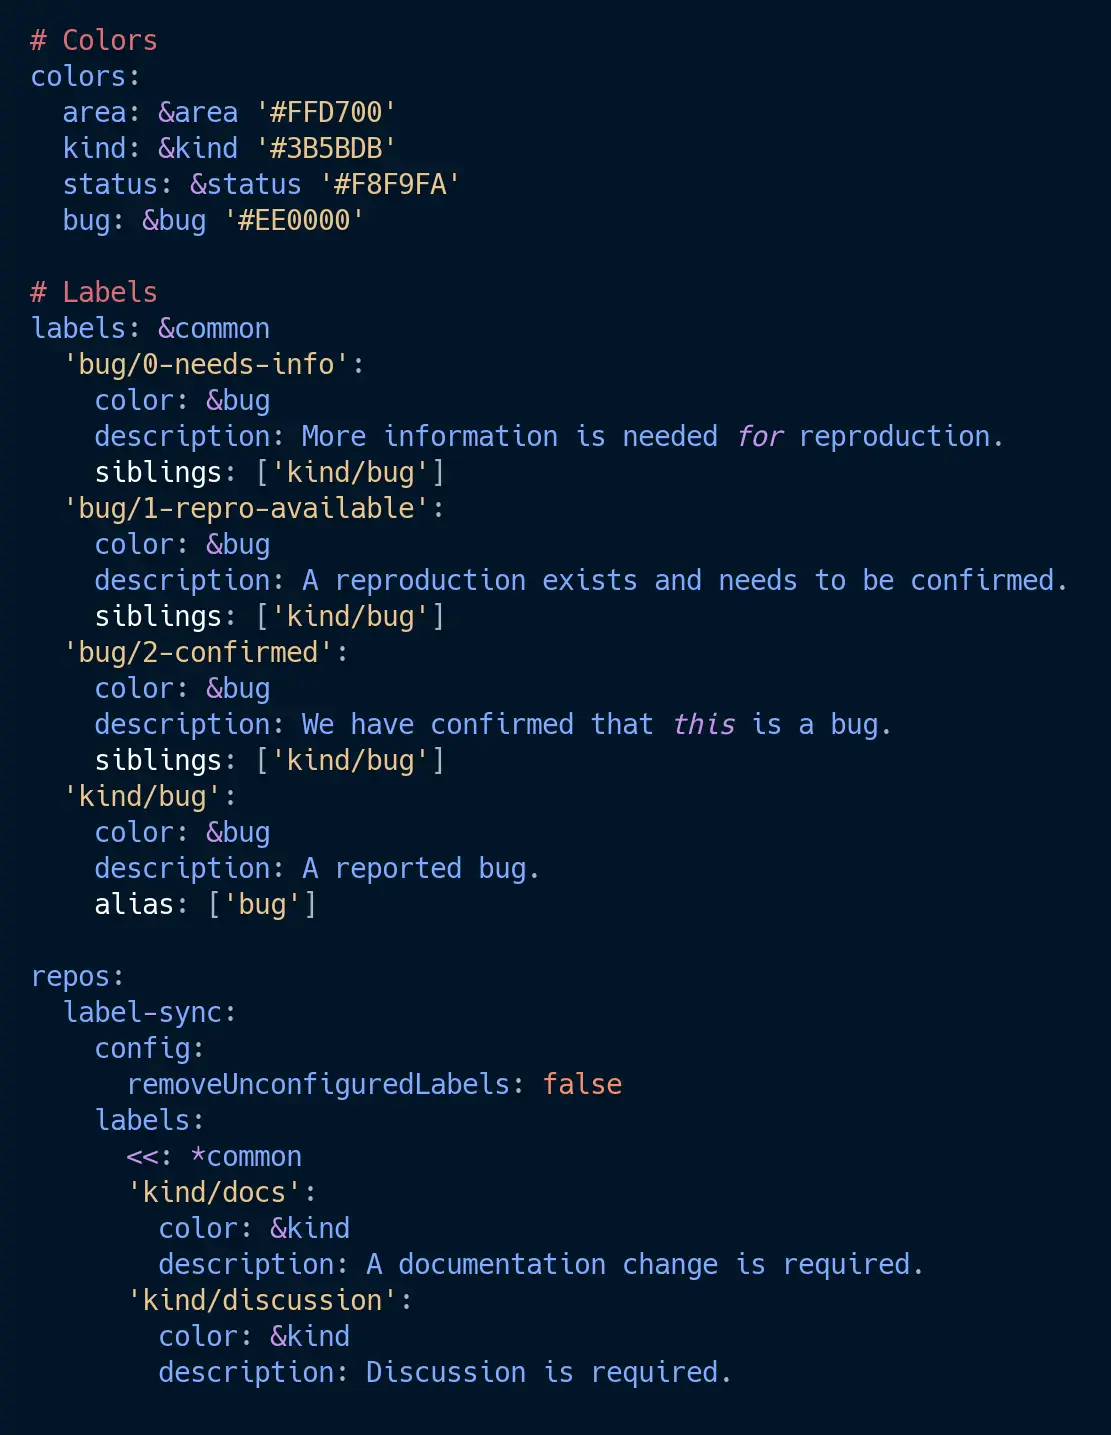 # Colors
colors:
  area: &area '#FFD700'
  kind: &kind '#3B5BDB'
  status: &status '#F8F9FA'
  bug: &bug '#EE0000'

# Labels
labels: &common
  'bug/0-needs-info':
    color: &bug
    description: More information is needed for reproduction.
    siblings: ['kind/bug']
  'bug/1-repro-available':
    color: &bug
    description: A reproduction exists and needs to be confirmed.
    siblings: ['kind/bug']
  'bug/2-confirmed':
    color: &bug
    description: We have confirmed that this is a bug.
    siblings: ['kind/bug']
  'kind/bug':
    color: &bug
    description: A reported bug.
    alias: ['bug']

repos:
  label-sync:
    config:
      removeUnconfiguredLabels: false
    labels:
      <<: *common
      'kind/docs':
        color: &kind
        description: A documentation change is required.
      'kind/discussion':
        color: &kind
        description: Discussion is required.